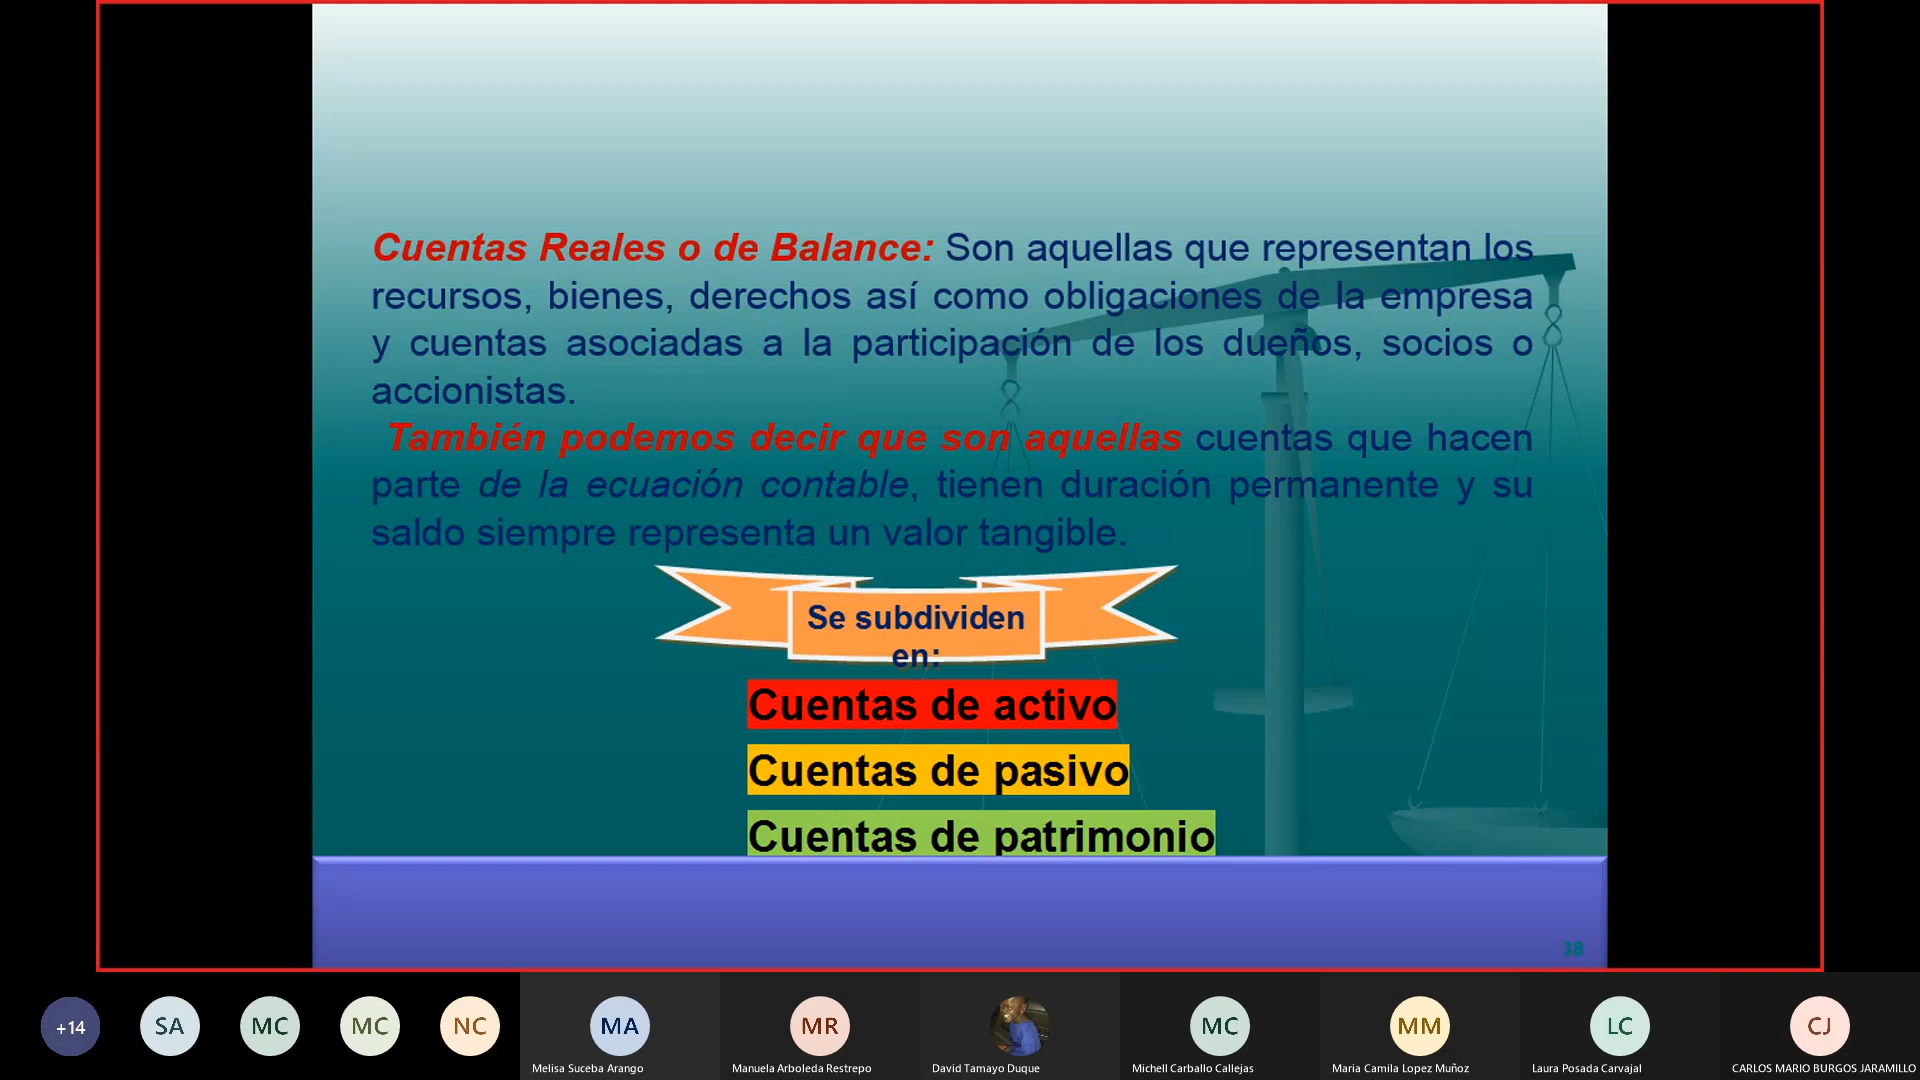 Cuentas Reales o de Balance: Son aquellas que representan los
recursos, bienes, derechos así como obligaciones de la empresa
y cuentas asociadas a la participación de los dueños, socios o
accionistas.
También podemos decir que son aquellas cuentas que hacen
parte de la ecuación contable, tienen duración permanente y su
saldo siempre representa un valor tangible.
Se subdividen
en:
Cuentas de activo
Cuentas de pasivo
Cuentas de patrimonio
38
+14
SA
MC
MC
NC
MA
MR
MC
MM
LC
CJ
Melisa Suceba Arango
Manuela Arboleda Restrepo
David Tamayo Duque
Michell Carballo Callejas
Maria Camila Lopez Muñoz
Laura Posada Carvajal
CARLOS MARIO BURGOS JARAMILLO